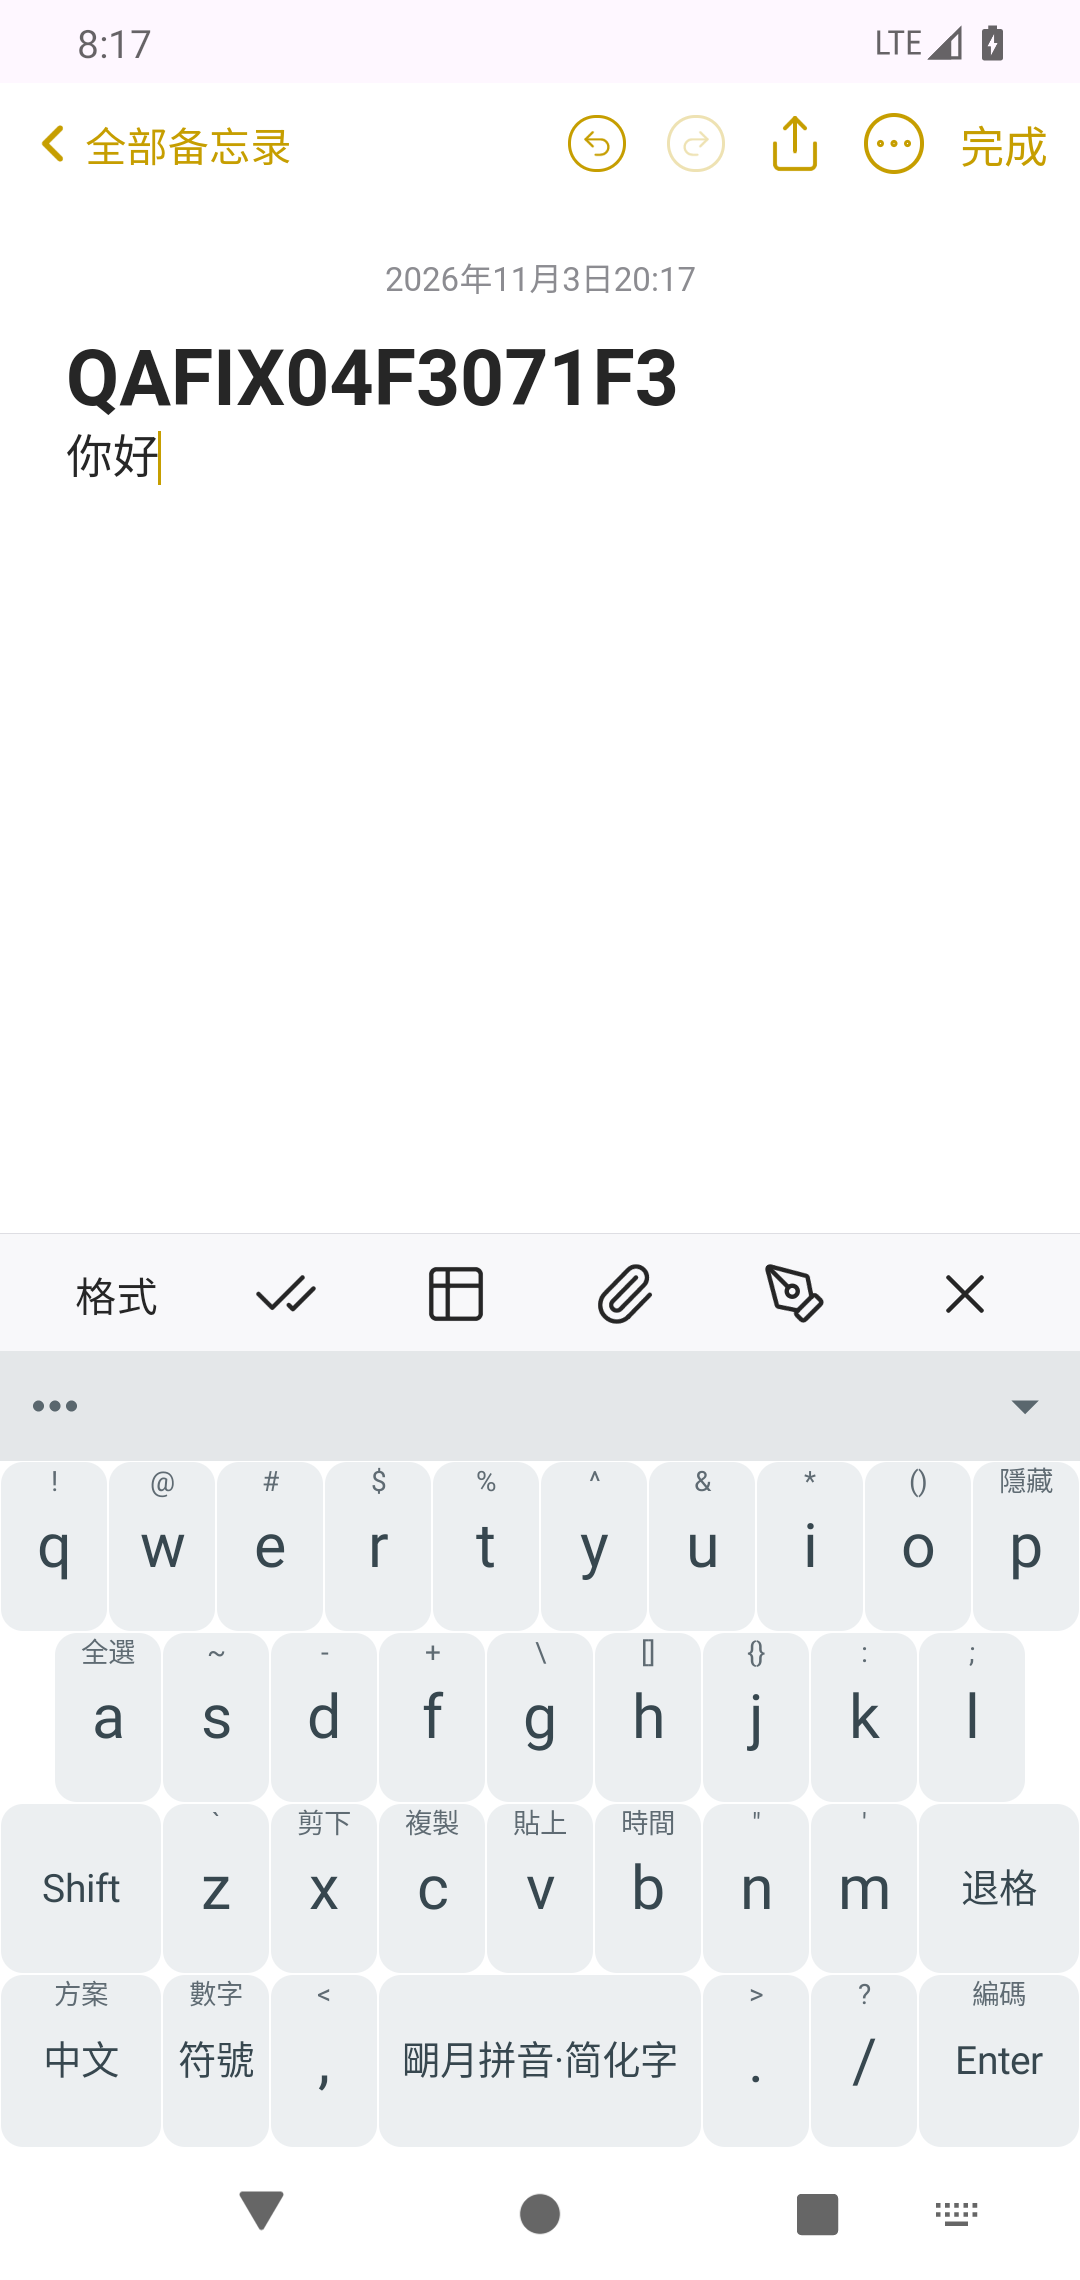 8:17 LTE
全部备忘录 完成
2026年11月3日20:17
QAFIX04F3071F3
你好
格式
! @ # $ % ^ & * () 隱藏
q w e r t y u i o p
全選 ~ - + \ [] {} : ;
a s d f g h j k l
` 剪下 複製 貼上 時間 " '
Shift z x c v b n m 退格
方案 數字 < > ? 編碼
中文 符號 , 朙月拼音·简化字 . / Enter